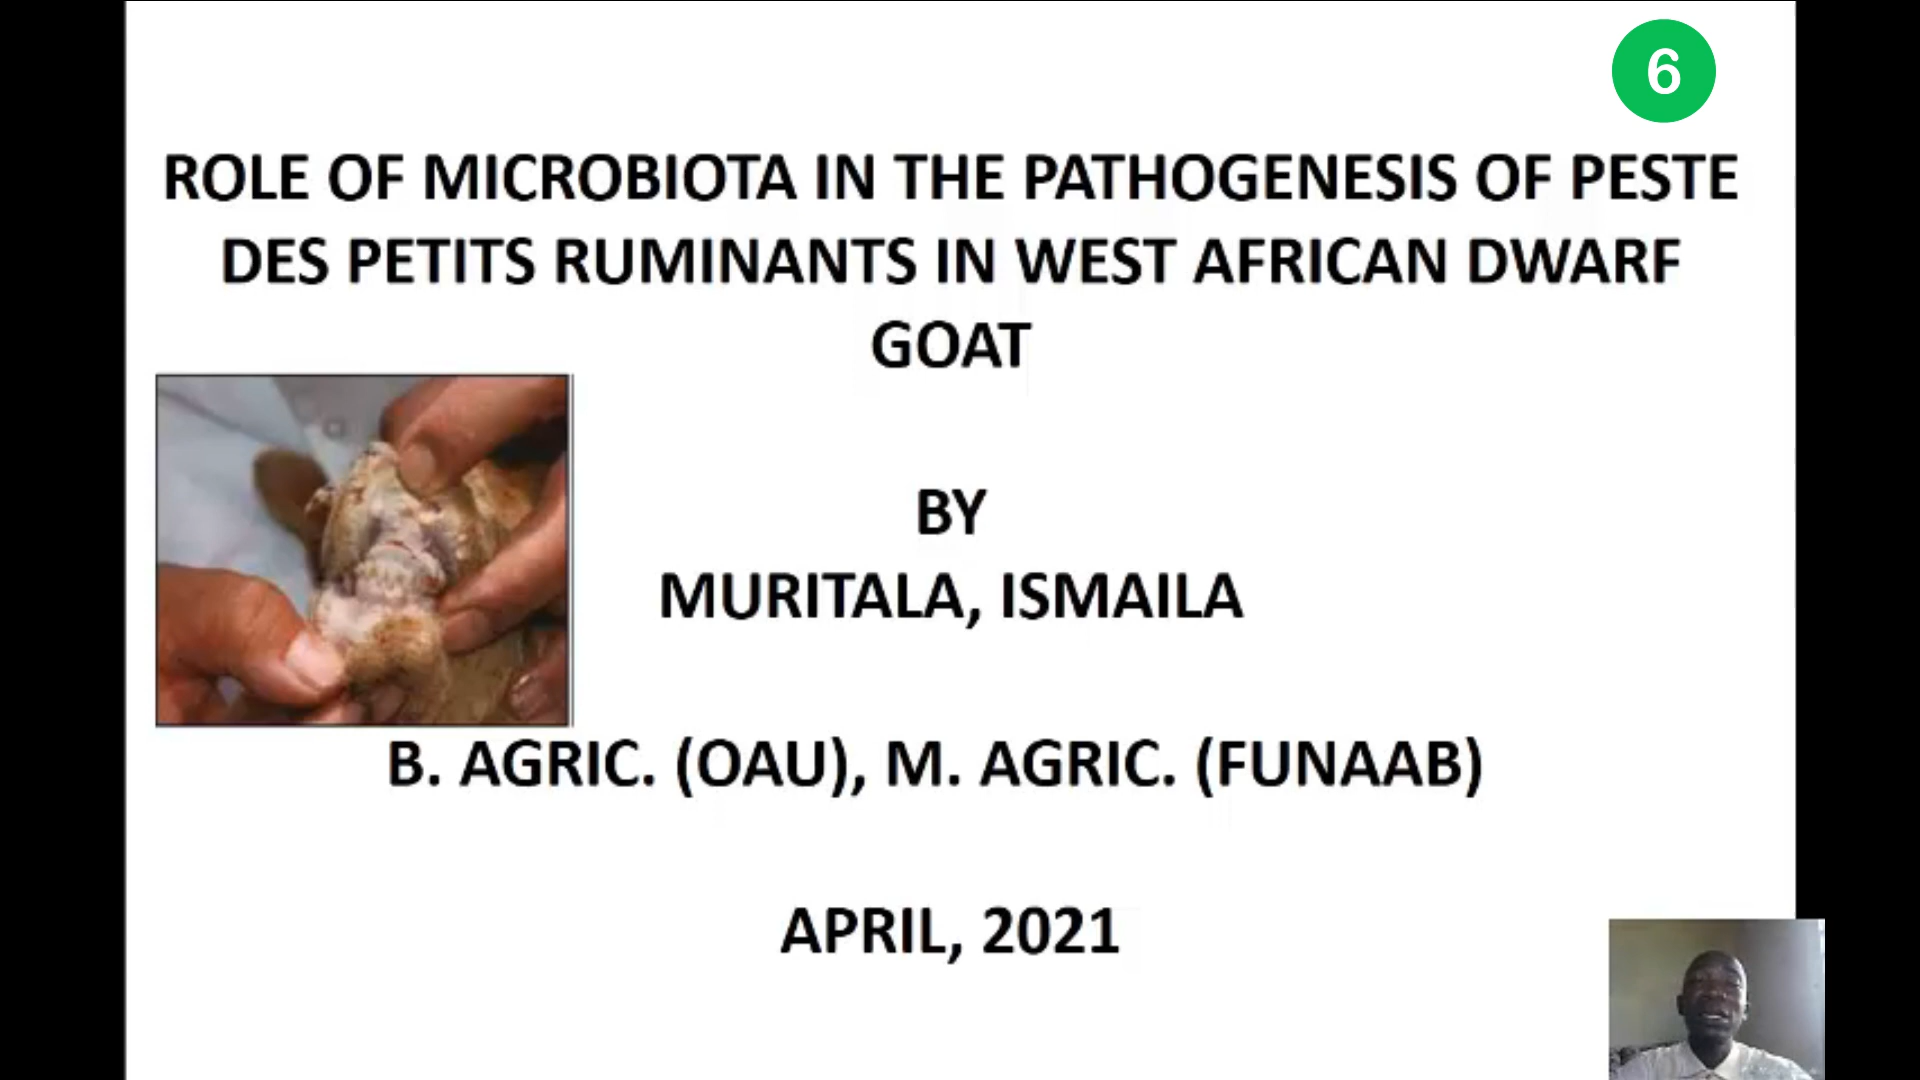 6
ROLE OF MICROBIOTA IN THE PATHOGENESIS OF PESTE
DES PETITS RUMINANTS IN WEST AFRICAN DWARF
GOAT
BY
MURITALA, ISMAILA
B. AGRIC. (OAU), M. AGRIC. (FUNAAB)
APRIL, 2021